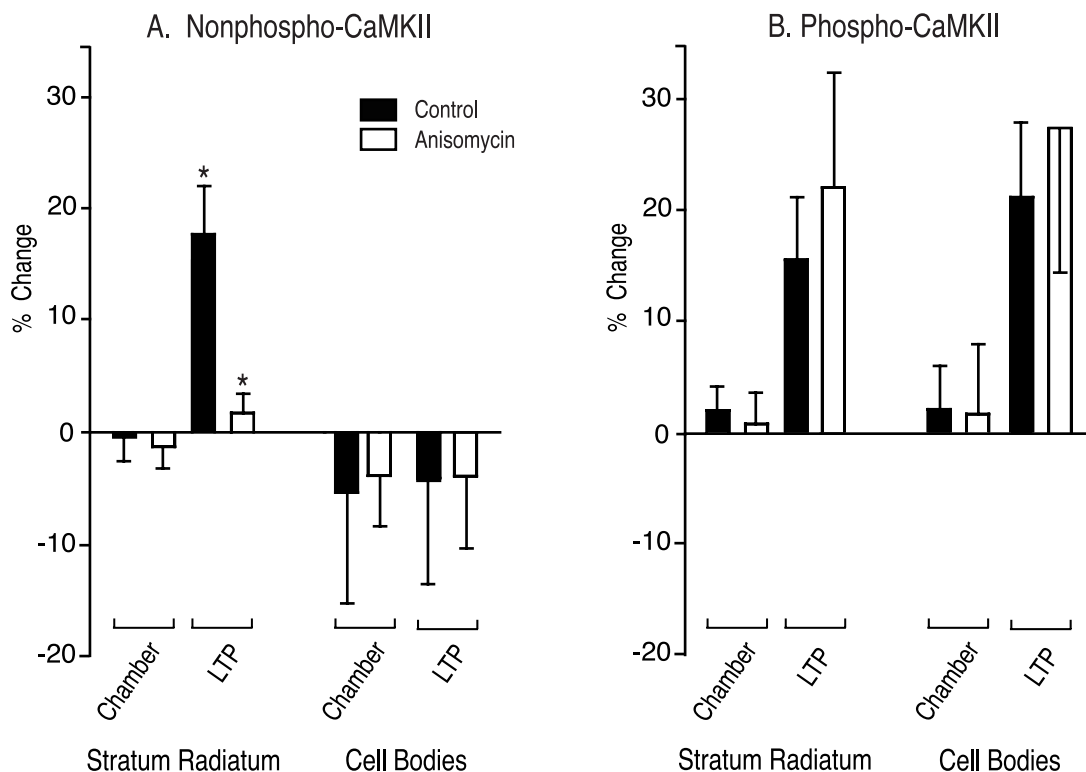 A. Nonphospho-CaMKII
30
20
10
0
-10
-20
% Change
Control
Anisomycin
*
*
Chamber
LTP
Chamber
LTP
Stratum Radiatum
Cell Bodies
B. Phospho-CaMKII
30
20
10
0
-10
-20
% Change
Chamber
LTP
Chamber
LTP
Stratum Radiatum
Cell Bodies